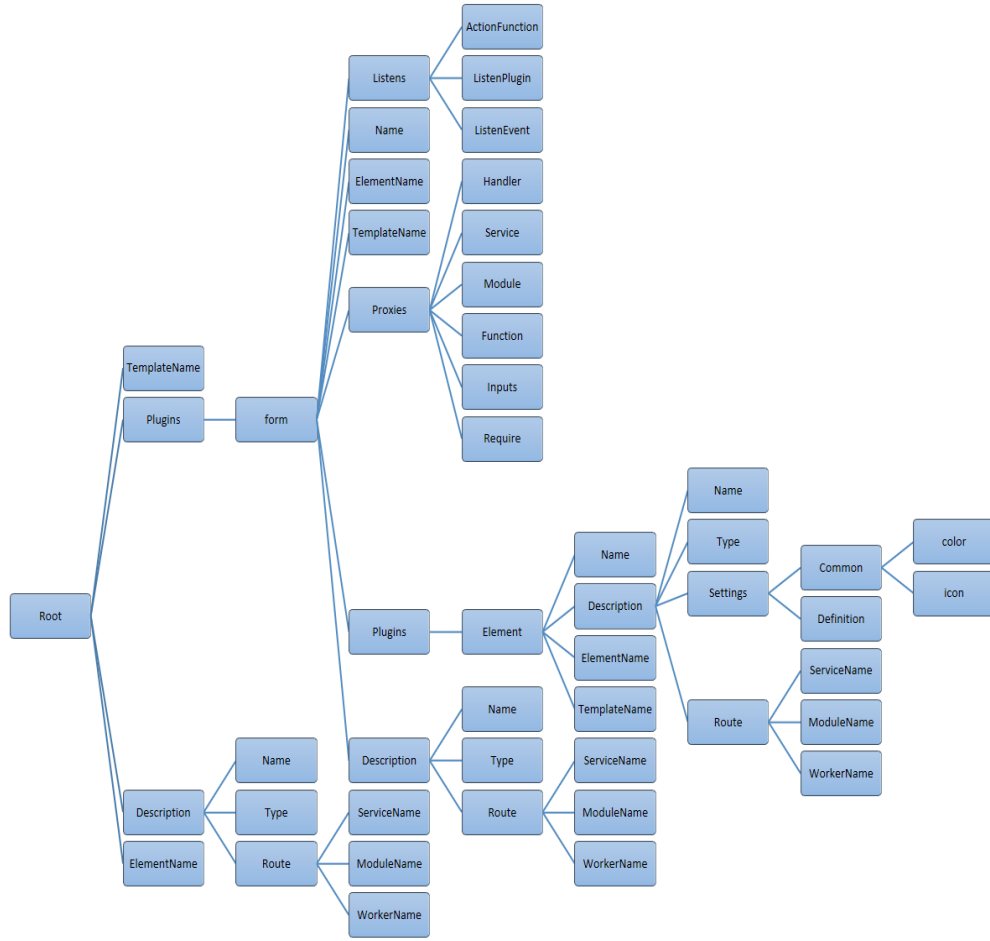 ActionFunction
Listens
ListenPlugin
Name
ListenEvent
ElementName
Handler
TemplateName
Service
Module
Proxies
Function
TemplateName
Inputs
Plugins
form
Require
Name
Name
Type
color
Common
Settings
icon
Description
Root
Definition
Plugins
Element
ElementName
ServiceName
Name
TemplateName
Route
ModuleName
Name
Description
Type
ServiceName
WorkerName
Description
Type
ServiceName
Route
ModuleName
ElementName
Route
ModuleName
WorkerName
WorkerName